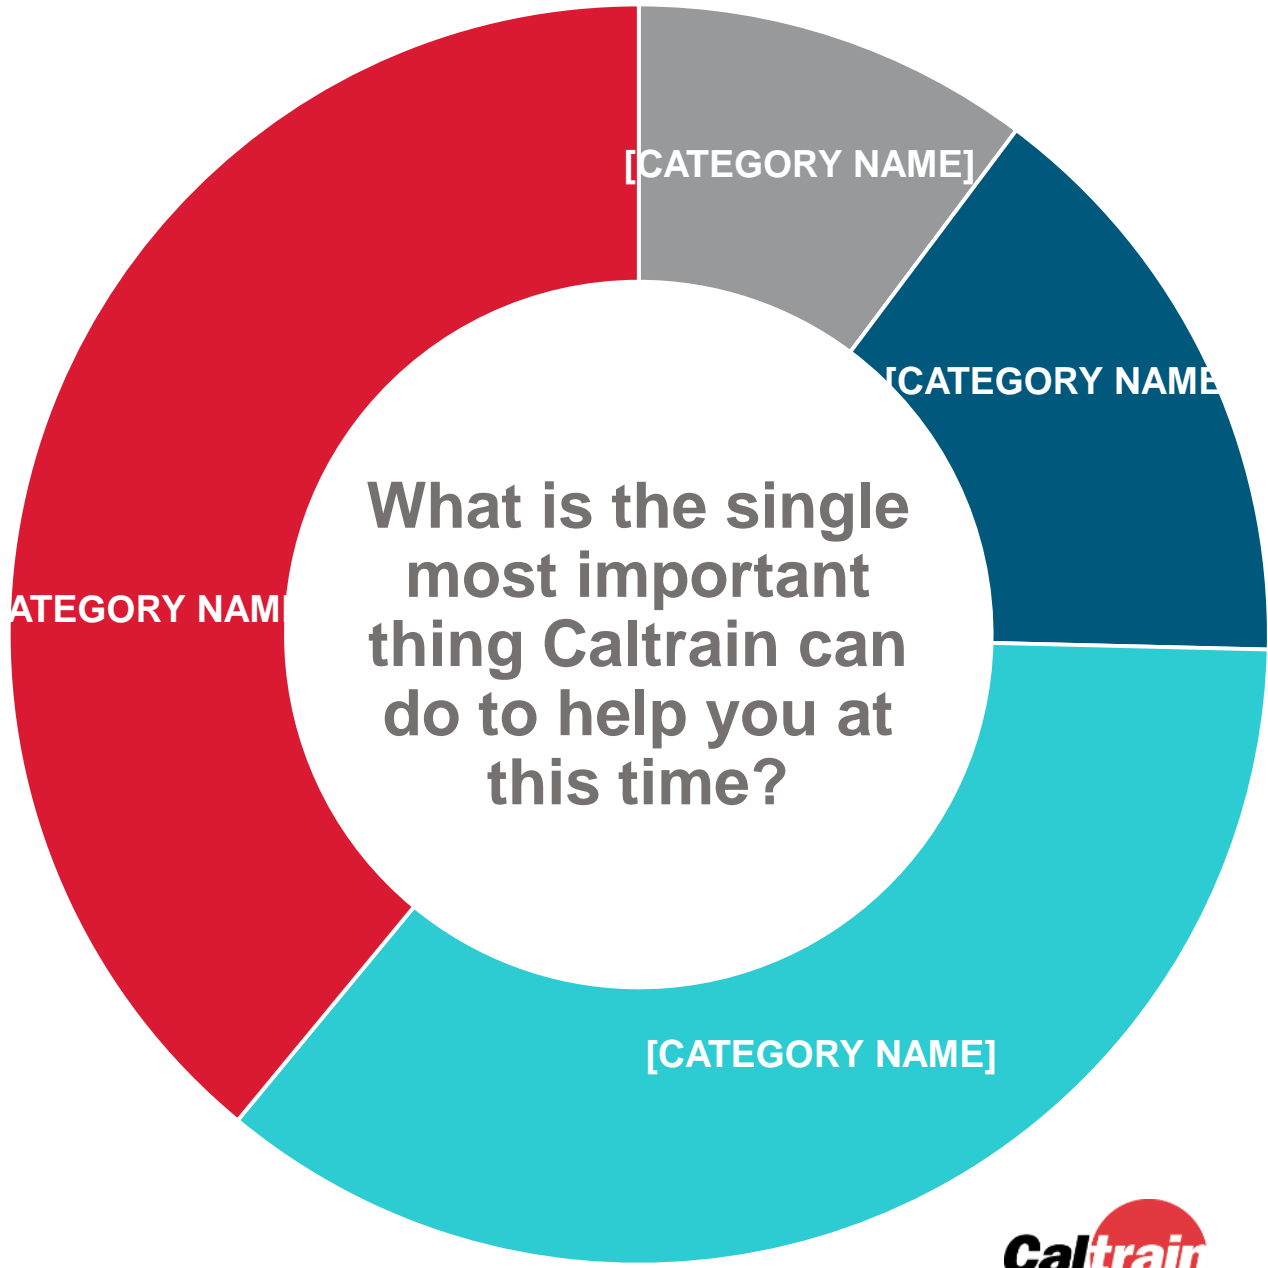 [CATEGORY NAME]
[CATEGORY NAME
ATEGORY NAME
What is the single
most important
thing Caltrain can
do to help you at
this time?
[CATEGORY NAME]
Caltrain